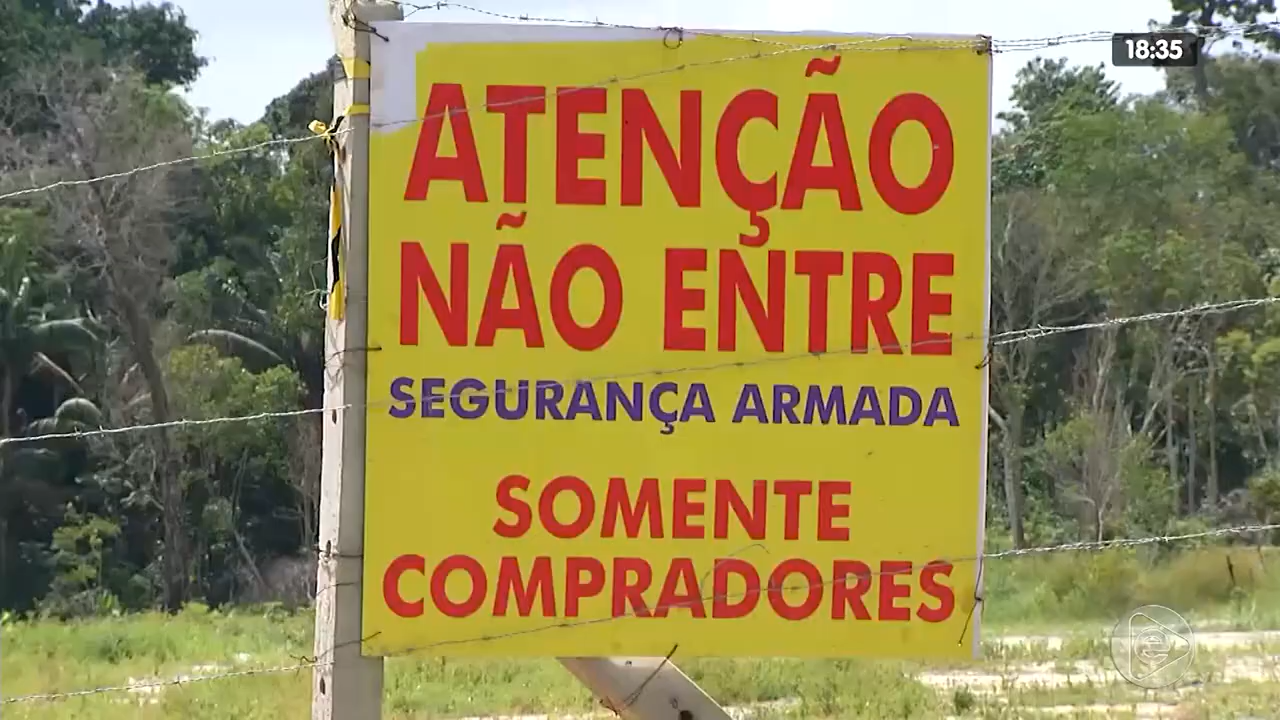 18:35
ATENÇÃO
NÃO ENTRE
SEGURANÇA ARMADA
SOMENTE
COMPRADORES